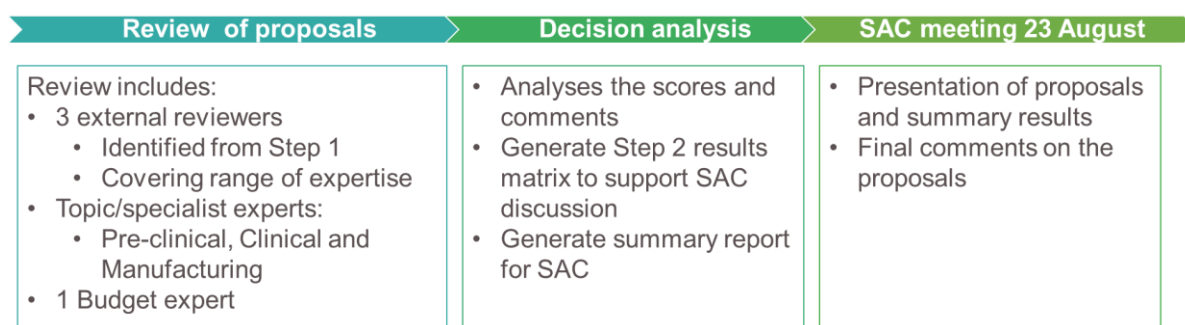 Review of proposals
Decision analysis
SAC meeting 23 August
Review includes:
• 3 external reviewers
• Identified from Step 1
• Covering range of expertise
• Topic/specialist experts:
• Pre-clinical, Clinical and
Manufacturing
• 1 Budget expert
• Analyses the scores and
comments
• Generate Step 2 results
matrix to support SAC
discussion
• Generate summary report
for SAC
• Presentation of proposals
and summary results
• Final comments on the
proposals